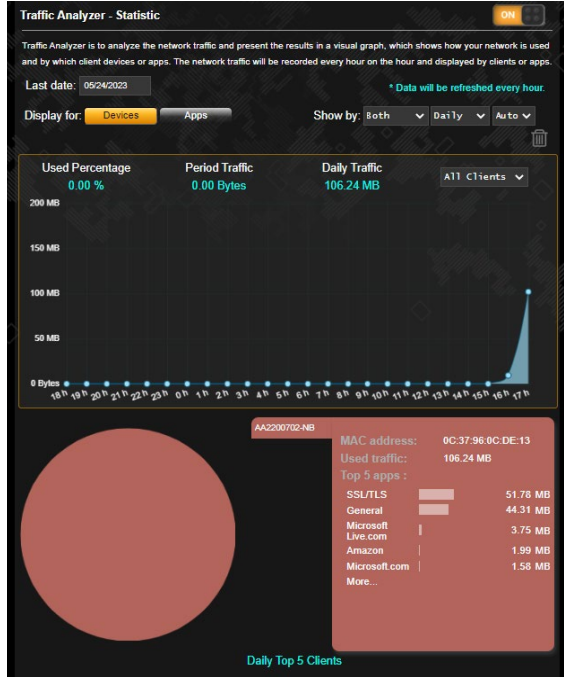 Traffic Analyzer - Statistic
ON
Traffic Analyzer is to analyze the network traffic and present the results in a visual graph, which shows how your network is used
and by which client devices or apps. The network traffic will be recorded every hour on the hour and displayed by clients or apps.
Last date: 05/24/2023
* Data will be refreshed every hour.
Display for: Devices Apps Show by: Both Daily Auto
Used Percentage Period Traffic Daily Traffic
0.00 % 0.00 Bytes 106.24 MB
All Clients
200 MB
150 MB
100 MB
50 MB
0 Bytes
18h 19h 20h 21h 22h 23h 0h 1h 2h 3h 4h 5h 6h 7h 8h 9h 10h 11h 12h 13h 14h 15h 16h 17h
AA2200702-NB
MAC address: 0C:37:96:0C:DE:13
Used traffic: 106.24 MB
Top 5 apps :
SSL/TLS 51.78 MB
General 44.31 MB
Microsoft
Live.com 3.75 MB
Amazon 1.99 MB
Microsoft.com 1.58 MB
More...
Daily Top 5 Clients